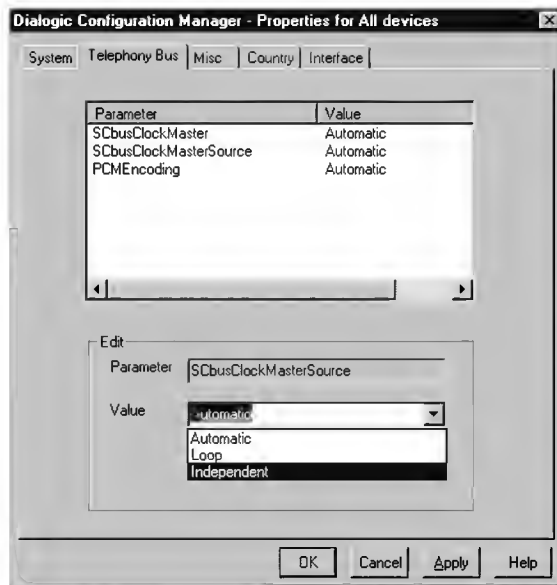 Dialogic Configuration Manager - Properties for All devices
System Telephony Bus Misc Country Interface
Parameter Value
SCbusClockMaster Automatic
SCbusClockMasterSource Automatic
PCMEncoding Automatic
Edit
Parameter SCbusClockMasterSource
Value Automatic
Automatic
Loop
Independent
OK Cancel Apply Help